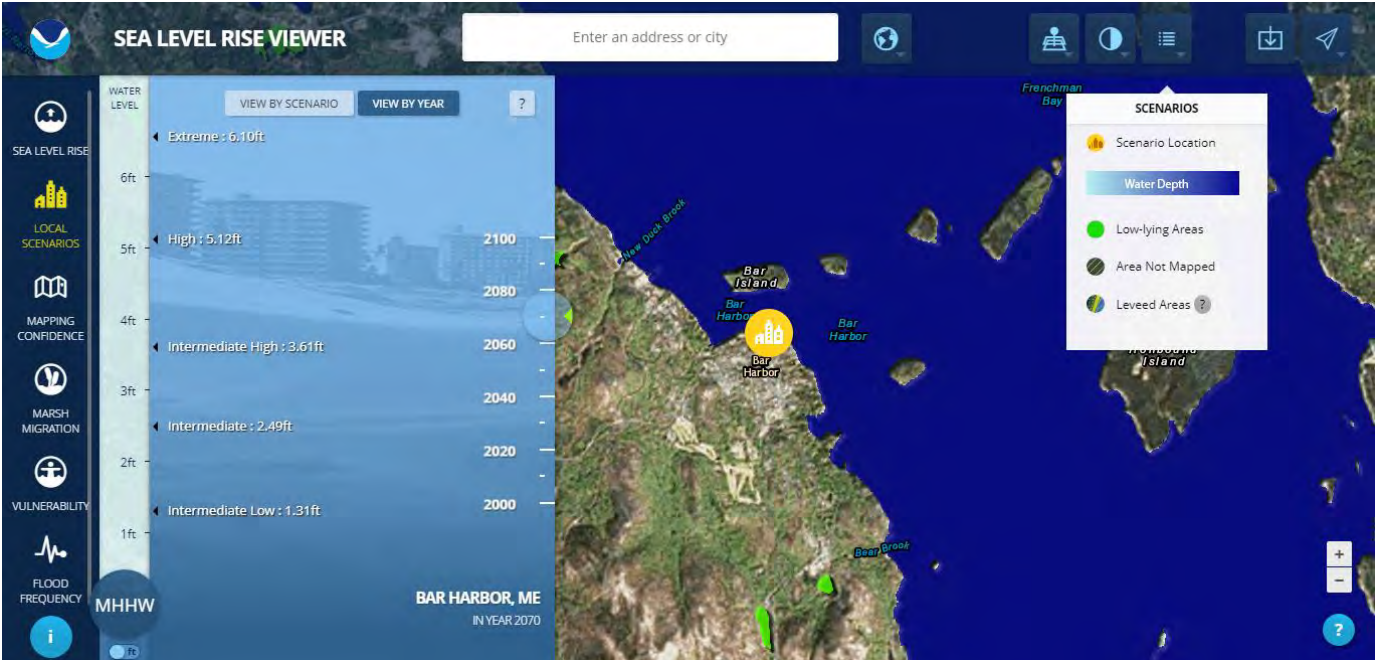 SEA LEVEL RISE VIEWER
Enter an address or city
SEA LEVEL RISE
LOCAL
SCENARIOS
MAPPING
CONFIDENCE
MARSH
MIGRATION
VULNERABILITY
FLOOD
FREQUENCY
i
WATER
LEVEL
6ft
5ft
4ft
3ft
2ft
1ft
MHHW
ft
VIEW BY SCENARIO
VIEW BY YEAR
?
Extreme : 6.10ft
High : 5.12ft
Intermediate High : 3.61ft
Intermediate : 2.49ft
Intermediate Low : 1.31ft
2100
2080
2060
2040
2020
2000
BAR HARBOR, ME
IN YEAR 2070
Frenchman
Bay
New Duck Brook
Bar
Island
Bar
Harbor
Bar
Harbor
Bar
Harbor
Bear Brook
SCENARIOS
Scenario Location
Water Depth
Low-lying Areas
Area Not Mapped
Leveed Areas ?
Ironbound
Island
+
−
?